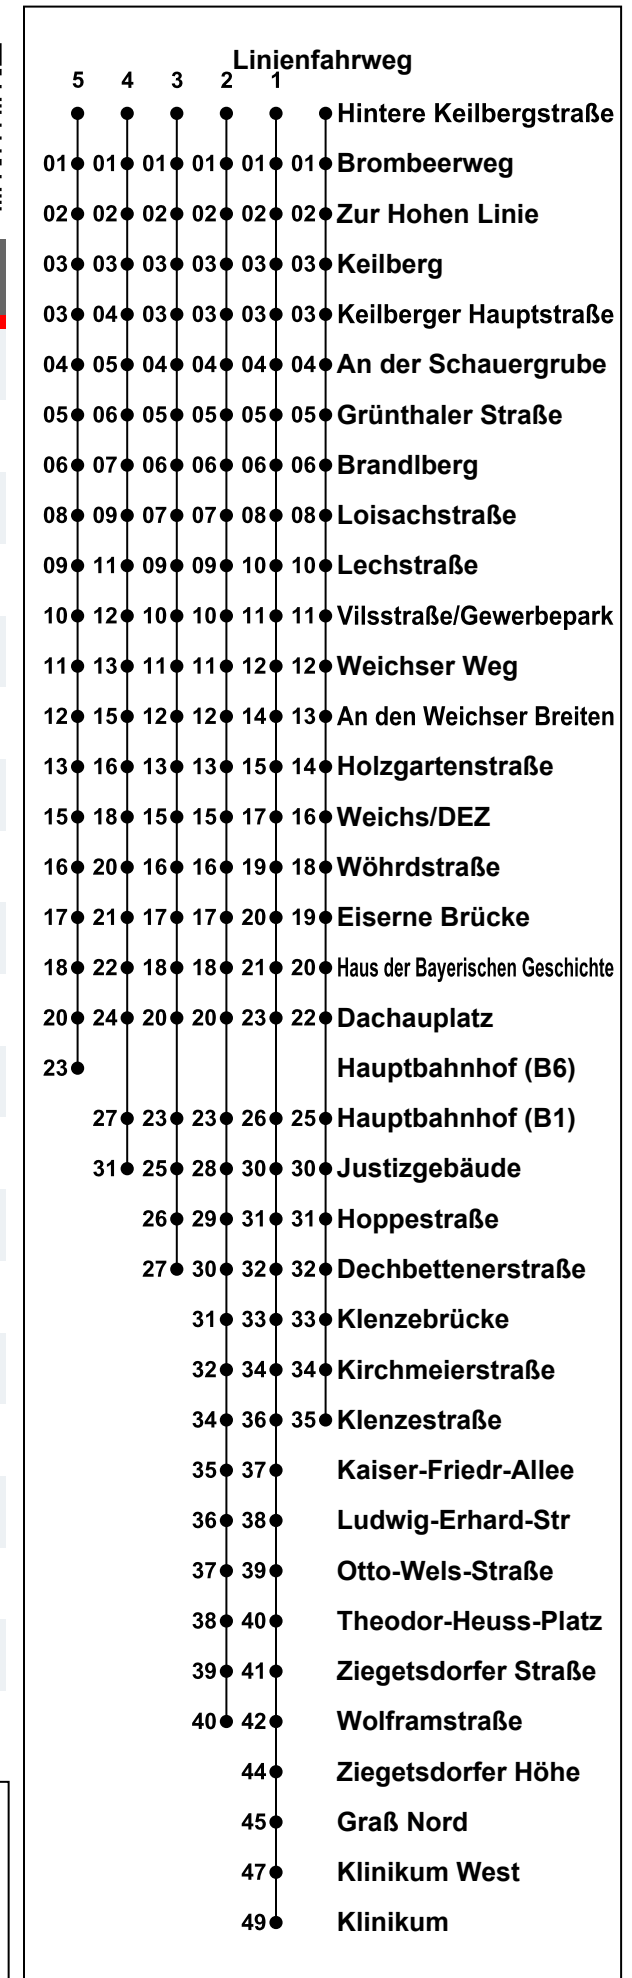 Linienfahrweg
5 4 3 2 1
Hintere Keilbergstraße
01 01 01 01 01 01 Brombeerweg
02 02 02 02 02 02 Zur Hohen Linie
03 03 03 03 03 03 Keilberg
03 04 03 03 03 03 Keilberger Hauptstraße
04 05 04 04 04 04 An der Schauergrube
05 06 05 05 05 05 Grünthaler Straße
06 07 06 06 06 06 Brandlberg
08 09 07 07 08 08 Loisachstraße
09 11 09 09 10 10 Lechstraße
10 12 10 10 11 11 Vilsstraße/Gewerbepark
11 13 11 11 12 12 Weichser Weg
12 15 12 12 14 13 An den Weichser Breiten
13 16 13 13 15 14 Holzgartenstraße
15 18 15 15 17 16 Weichs/DEZ
16 20 16 16 19 18 Wöhrdstraße
17 21 17 17 20 19 Eiserne Brücke
18 22 18 18 21 20 Haus der Bayerischen Geschichte
20 24 20 20 23 22 Dachauplatz
23 Hauptbahnhof (B6)
27 23 23 26 25 Hauptbahnhof (B1)
31 25 28 30 30 Justizgebäude
26 29 31 31 Hoppestraße
27 30 32 32 Dechbettenerstraße
31 33 33 Klenzebrücke
32 34 34 Kirchmeierstraße
34 36 35 Klenzestraße
35 37 Kaiser-Friedr-Allee
36 38 Ludwig-Erhard-Str
37 39 Otto-Wels-Straße
38 40 Theodor-Heuss-Platz
39 41 Ziegetsdorfer Straße
40 42 Wolframstraße
44 Ziegetsdorfer Höhe
45 Graß Nord
47 Klinikum West
49 Klinikum